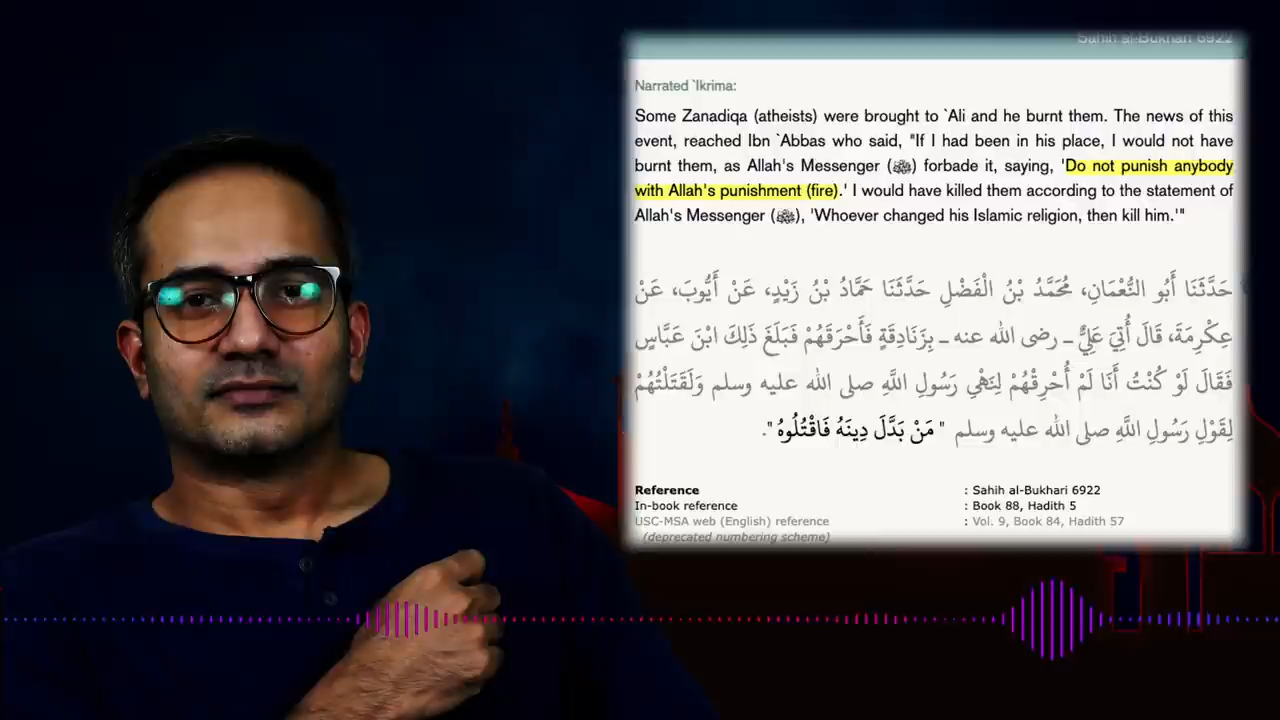 Sahih al-Bukhari 6922
Narrated `Ikrima:
Some Zanadiqa (atheists) were brought to `Ali and he burnt them. The news of this
event, reached Ibn `Abbas who said, "If I had been in his place, I would not have
burnt them, as Allah's Messenger (ﷺ) forbade it, saying, 'Do not punish anybody
with Allah's punishment (fire).' I would have killed them according to the statement of
Allah's Messenger (ﷺ), 'Whoever changed his Islamic religion, then kill him.'"
حَدَّثَنَا أَبُو النُّعْمَانِ، مُحَمَّدُ بْنُ الْفَضْلِ حَدَّثَنَا حَمَّادُ بْنُ زَيْدٍ، عَنْ أَيُّوبَ، عَنْ
عِكْرِمَةَ، قَالَ أُتِيَ عَلِيٌّ ـ رضى الله عنه ـ بِزَنَادِقَةٍ فَأَحْرَقَهُمْ فَبَلَغَ ذَلِكَ ابْنَ عَبَّاسٍ
فَقَالَ لَوْ كُنْتُ أَنَا لَمْ أُحْرِقْهُمْ لِنَهْىِ رَسُولِ اللَّهِ صلى الله عليه وسلم وَلَقَتَلْتُهُمْ
لِقَوْلِ رَسُولِ اللَّهِ صلى الله عليه وسلم ‏"‏ مَنْ بَدَّلَ دِينَهُ فَاقْتُلُوهُ ‏"‏‏.‏
Reference : Sahih al-Bukhari 6922
In-book reference : Book 88, Hadith 5
USC-MSA web (English) reference : Vol. 9, Book 84, Hadith 57
(deprecated numbering scheme)